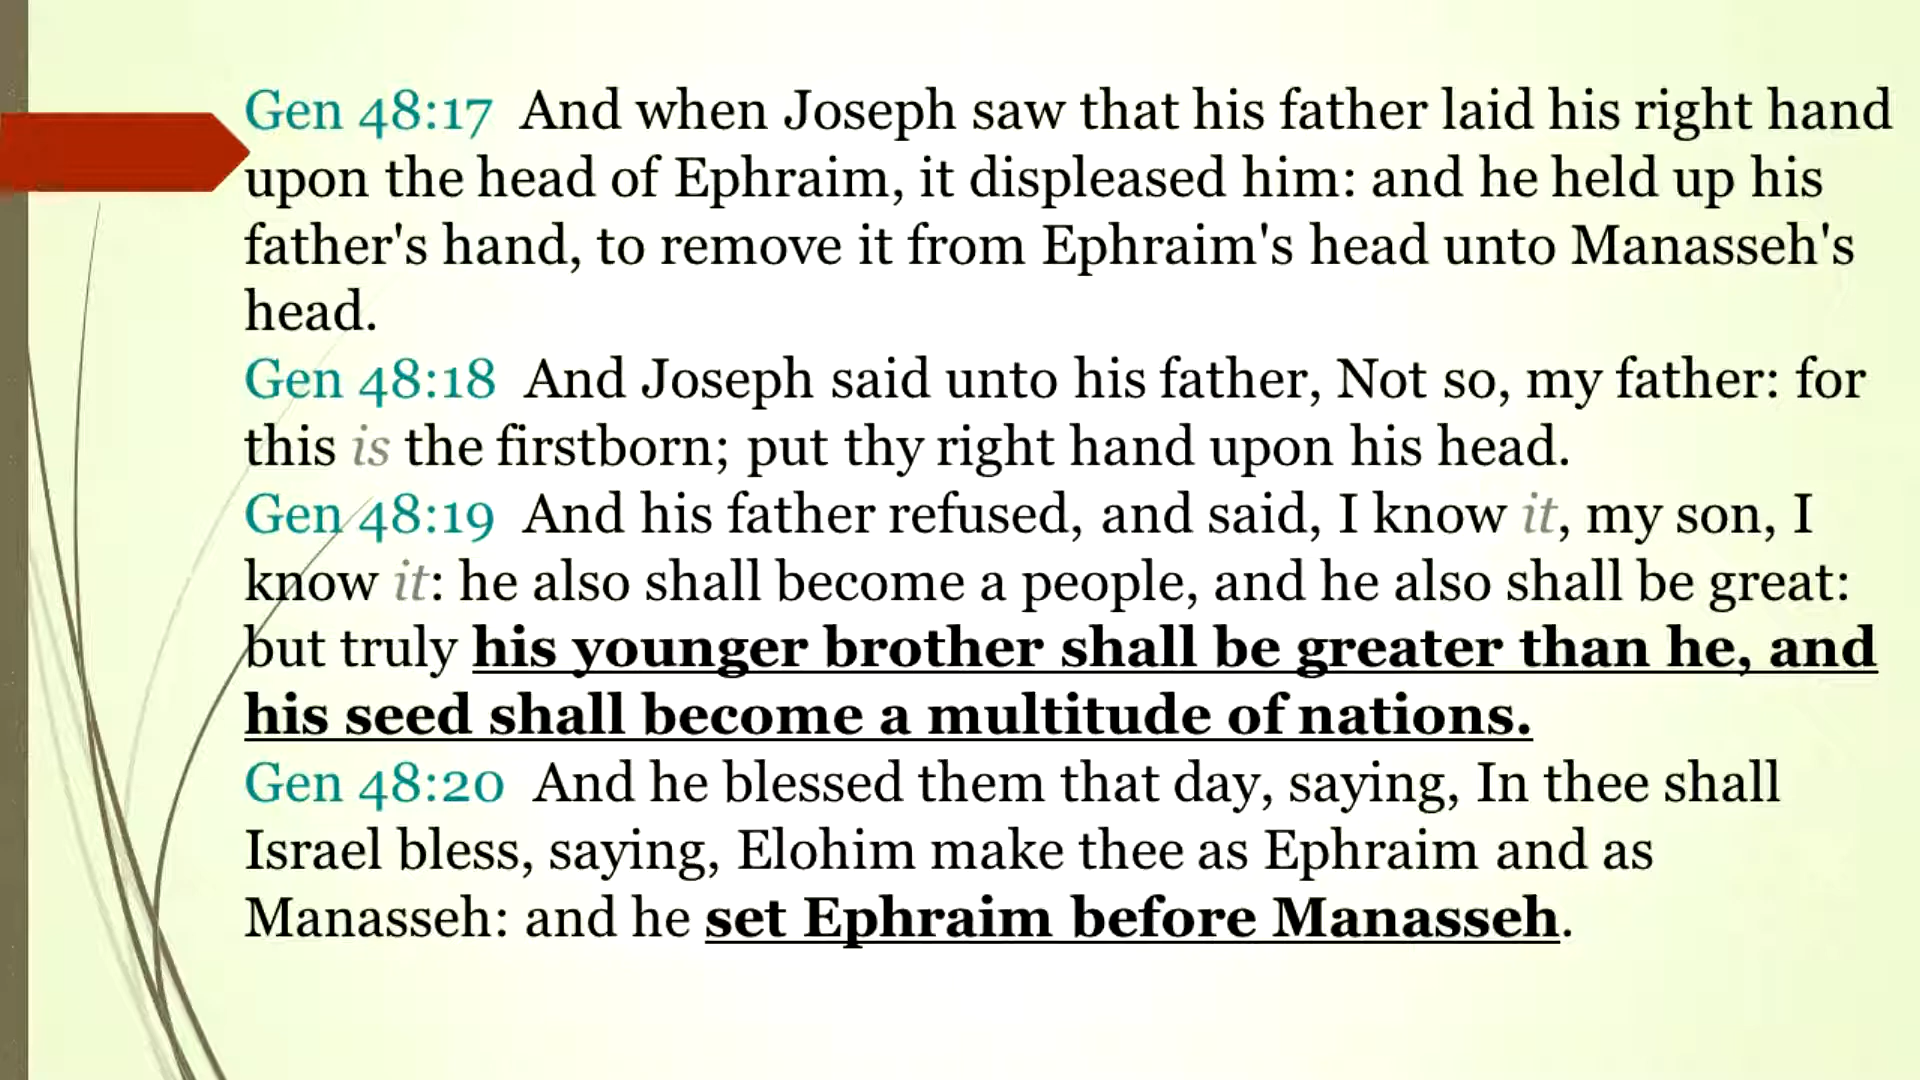 Gen 48:17  And when Joseph saw that his father laid his right hand
upon the head of Ephraim, it displeased him: and he held up his
father's hand, to remove it from Ephraim's head unto Manasseh's
head.
Gen 48:18  And Joseph said unto his father, Not so, my father: for
this is the firstborn; put thy right hand upon his head.
Gen 48:19  And his father refused, and said, I know it, my son, I
know it: he also shall become a people, and he also shall be great:
but truly his younger brother shall be greater than he, and
his seed shall become a multitude of nations.
Gen 48:20  And he blessed them that day, saying, In thee shall
Israel bless, saying, Elohim make thee as Ephraim and as
Manasseh: and he set Ephraim before Manasseh.